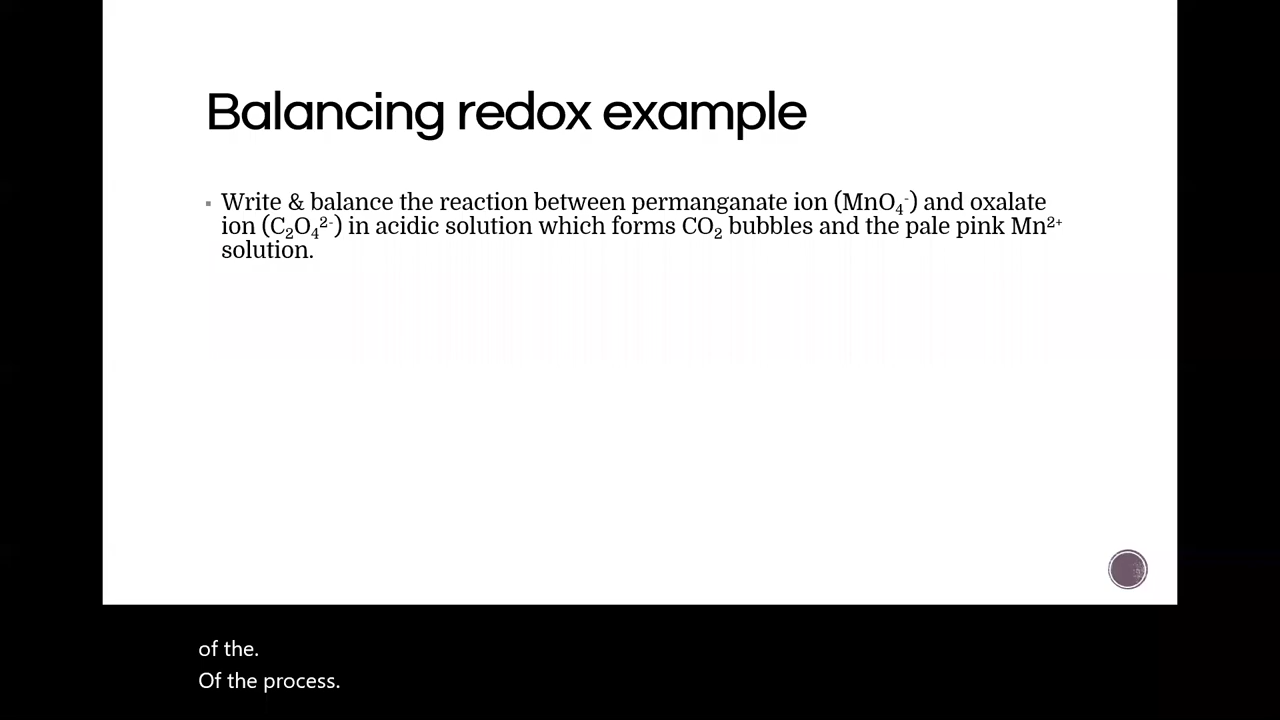 Balancing redox example
▪ Write & balance the reaction between permanganate ion (MnO₄⁻) and oxalate
ion (C₂O₄²⁻) in acidic solution which forms CO₂ bubbles and the pale pink Mn²⁺
solution.
of the.
Of the process.